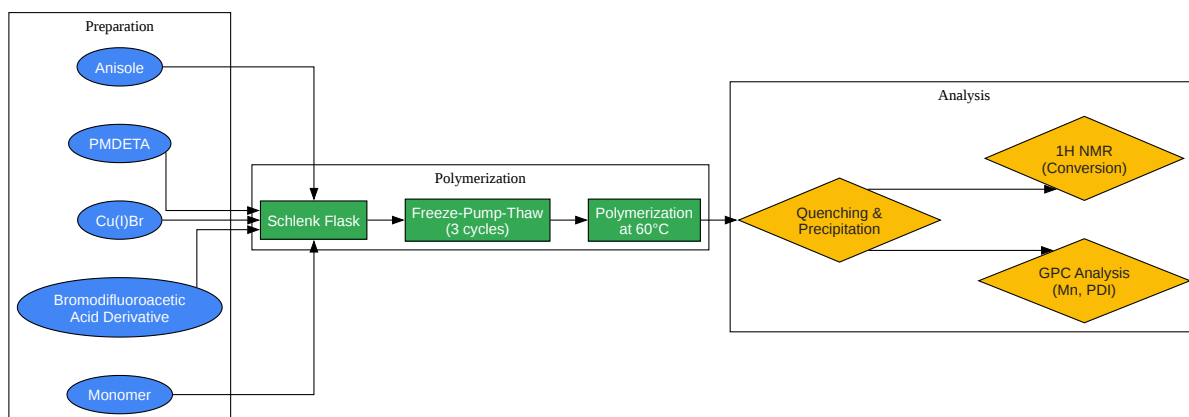 Preparation
Anisole
PMDETA
Cu(I)Br
Bromodifluoroacetic
Acid Derivative
Monomer
Polymerization
Schlenk Flask
Freeze-Pump-Thaw
(3 cycles)
Polymerization
at 60°C
Analysis
Quenching &
Precipitation
1H NMR
(Conversion)
GPC Analysis
(Mn, PDI)